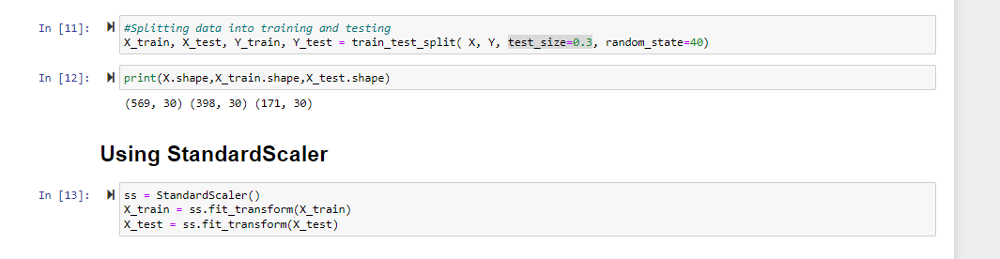 In [11]: #Splitting data into training and testing
X_train, X_test, Y_train, Y_test = train_test_split( X, Y, test_size=0.3, random_state=40)
In [12]: print(X.shape,X_train.shape,X_test.shape)
(569, 30) (398, 30) (171, 30)
Using StandardScaler
In [13]: ss = StandardScaler()
X_train = ss.fit_transform(X_train)
X_test = ss.fit_transform(X_test)